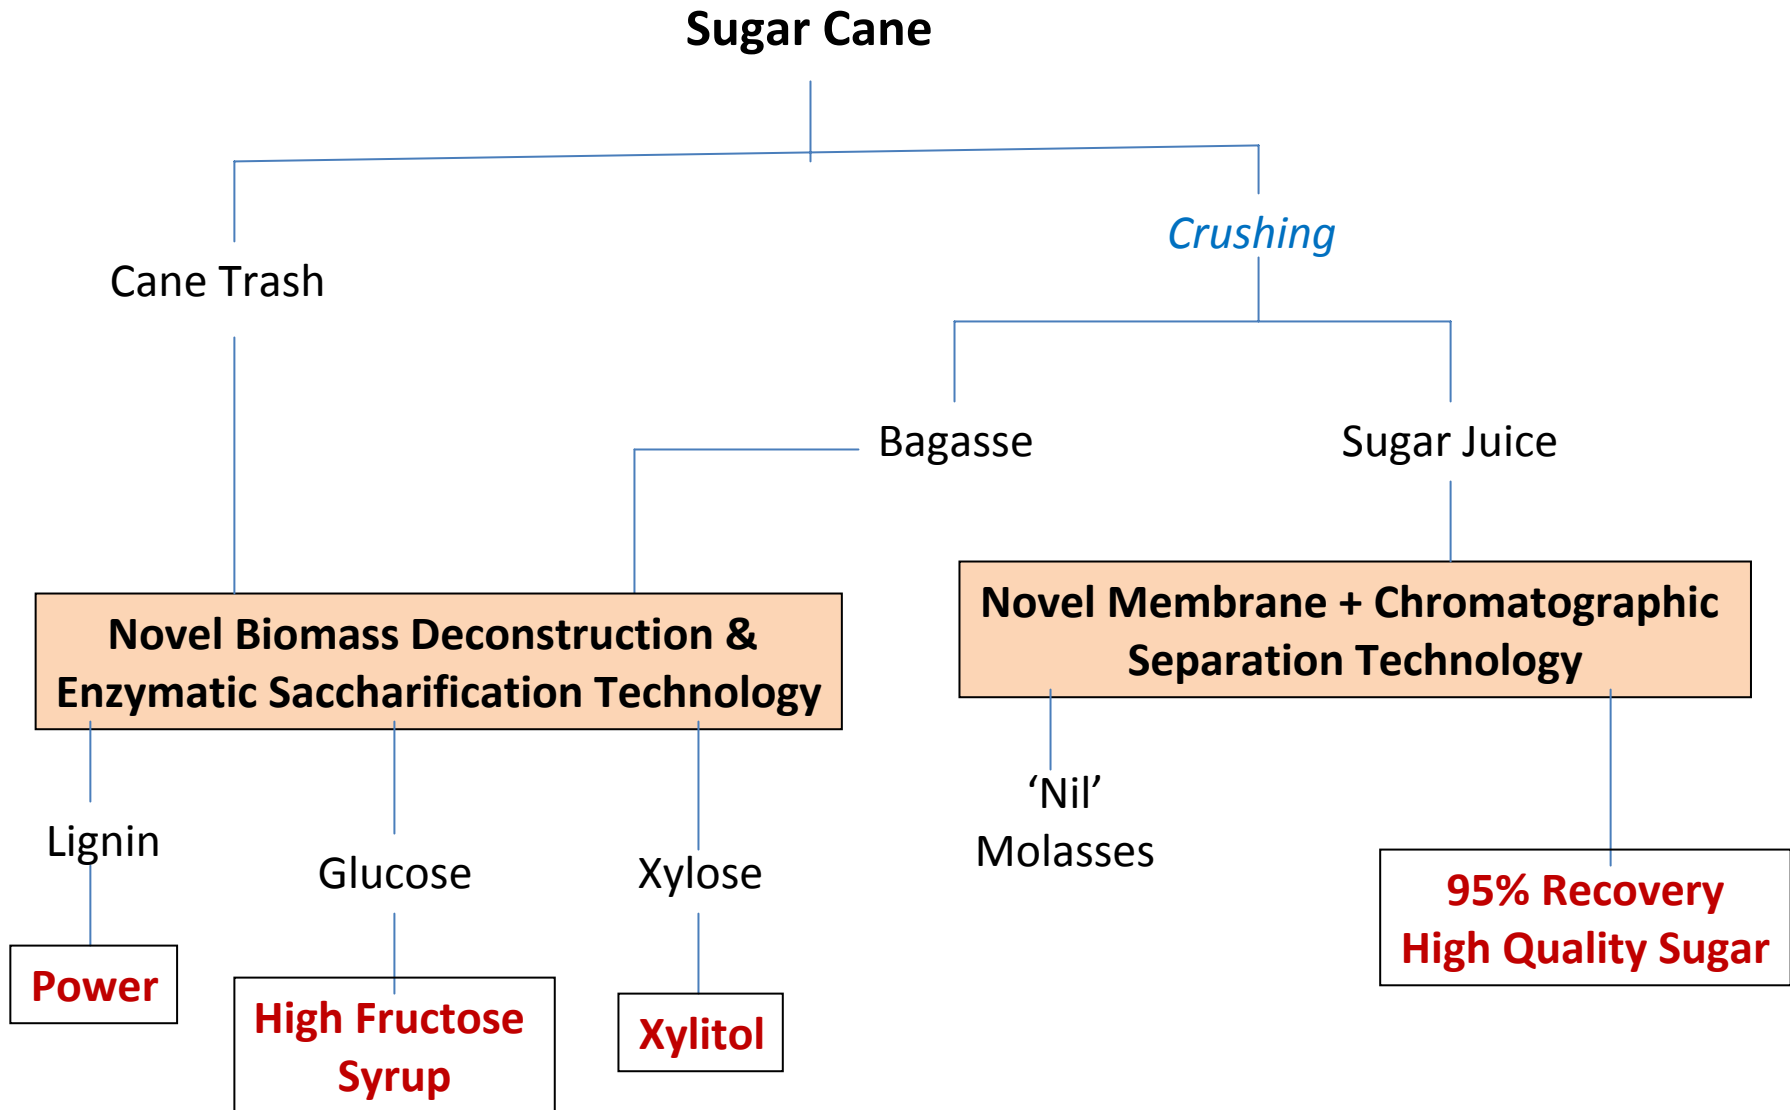 Sugar Cane
Crushing
Cane Trash
Bagasse
Sugar Juice
Novel Biomass Deconstruction &
Enzymatic Saccharification Technology
Novel Membrane + Chromatographic
Separation Technology
Lignin
Glucose
Xylose
‘Nil’
Molasses
Power
High Fructose
Syrup
Xylitol
95% Recovery
High Quality Sugar